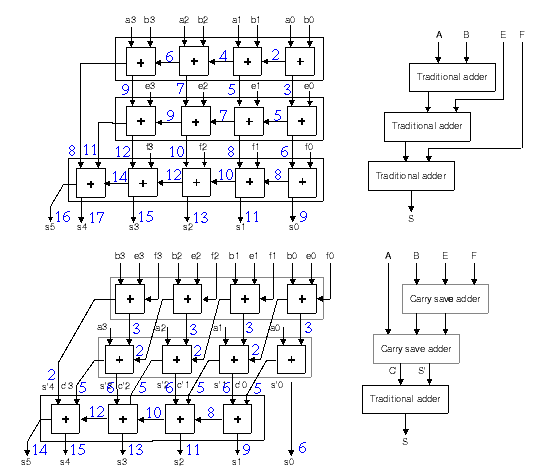 a3 b3 a2 b2 a1 b1 a0 b0
+ 6 + 4 + 2 +
9 7 5 3
e3 e2 e1 e0
+ 9 + 7 + 5 +
8 11 12 10 8 6
f3 f2 f1 f0
+ 14 + 12 + 10 + 8 +
16 17 15 13 11 9
s5 s4 s3 s2 s1 s0
A B E F
Traditional adder
Traditional adder
Traditional adder
S
b3 e3 f3 b2 e2 f2 b1 e1 f1 b0 e0 f0
+ + + +
3 3 3 3
a3 a2 a1 a0
+ 2 + 2 + 2 +
2
s'4 c'3 5 6 c'2 5 s'2 6 c'1 5 6 c'0 5 s'0
+ 12 + 10 + 8 +
14 15 13 11 9 6
s5 s4 s3 s2 s1 s0
A B E F
Carry save adder
Carry save adder
C' S'
Traditional adder
S